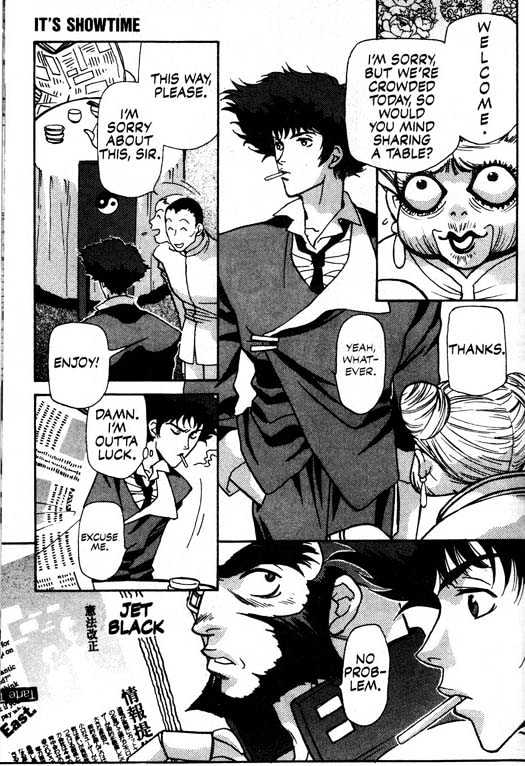 IT'S SHOWTIME
WELCOME.
I'M SORRY,
BUT WE'RE
CROWDED
TODAY, SO
WOULD
YOU MIND
SHARING
A TABLE?
YEAH,
WHAT-
EVER.
THANKS.
THIS WAY,
PLEASE.
I'M
SORRY
ABOUT
THIS, SIR.
ENJOY!
DAMN.
I'M
OUTTA
LUCK.
EXCUSE
ME.
JET
BLACK
憲法改正
情報提
for
Tarte
East.
NO
PROB-
LEM.